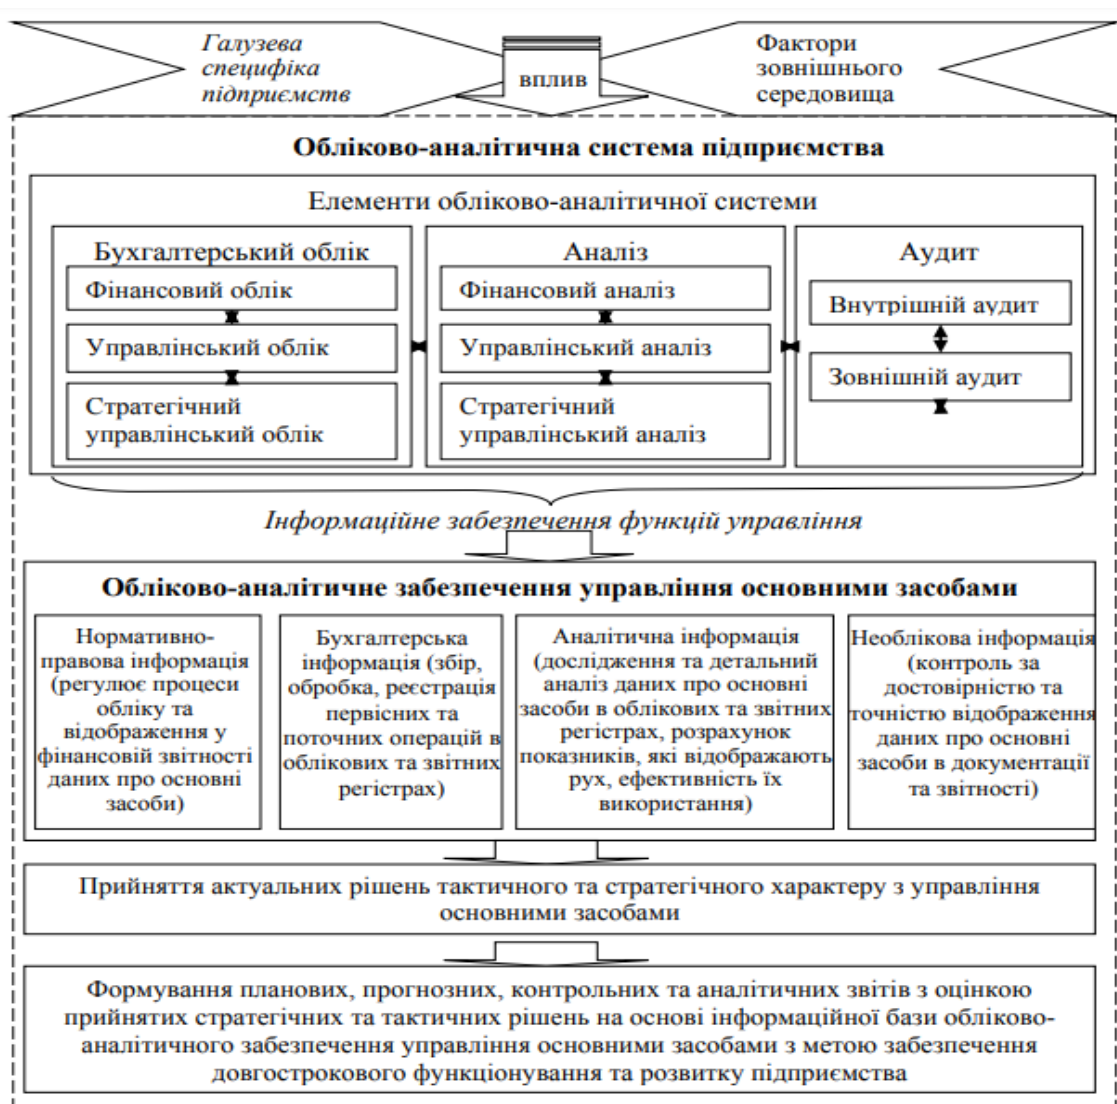 Галузева
специфіка
підприємств
вплив
Фактори
зовнішнього
середовища
Обліково-аналітична система підприємства
Елементи обліково-аналітичної системи
Бухгалтерський облік
Фінансовий облік
Управлінський облік
Стратегічний
управлінський облік
Аналіз
Фінансовий аналіз
Управлінський аналіз
Стратегічний
управлінський аналіз
Аудит
Внутрішній аудит
Зовнішній аудит
Інформаційне забезпечення функцій управління
Обліково-аналітичне забезпечення управління основними засобами
Нормативно-
правова інформація
(регулює процеси
обліку та
відображення у
фінансовій звітності
даних про основні
засоби)
Бухгалтерська
інформація (збір,
обробка, реєстрація
первісних та
поточних операцій в
облікових та звітних
регістрах)
Аналітична інформація
(дослідження та детальний
аналіз даних про основні
засоби в облікових та звітних
регістрах, розрахунок
показників, які відображають
рух, ефективність їх
використання)
Необлікова інформація
(контроль за
достовірністю та
точністю відображення
даних про основні
засоби в документації
та звітності)
Прийняття актуальних рішень тактичного та стратегічного характеру з управління
основними засобами
Формування планових, прогнозних, контрольних та аналітичних звітів з оцінкою
прийнятих стратегічних та тактичних рішень на основі інформаційної бази обліково-
аналітичного забезпечення управління основними засобами з метою забезпечення
довгострокового функціонування та розвитку підприємства